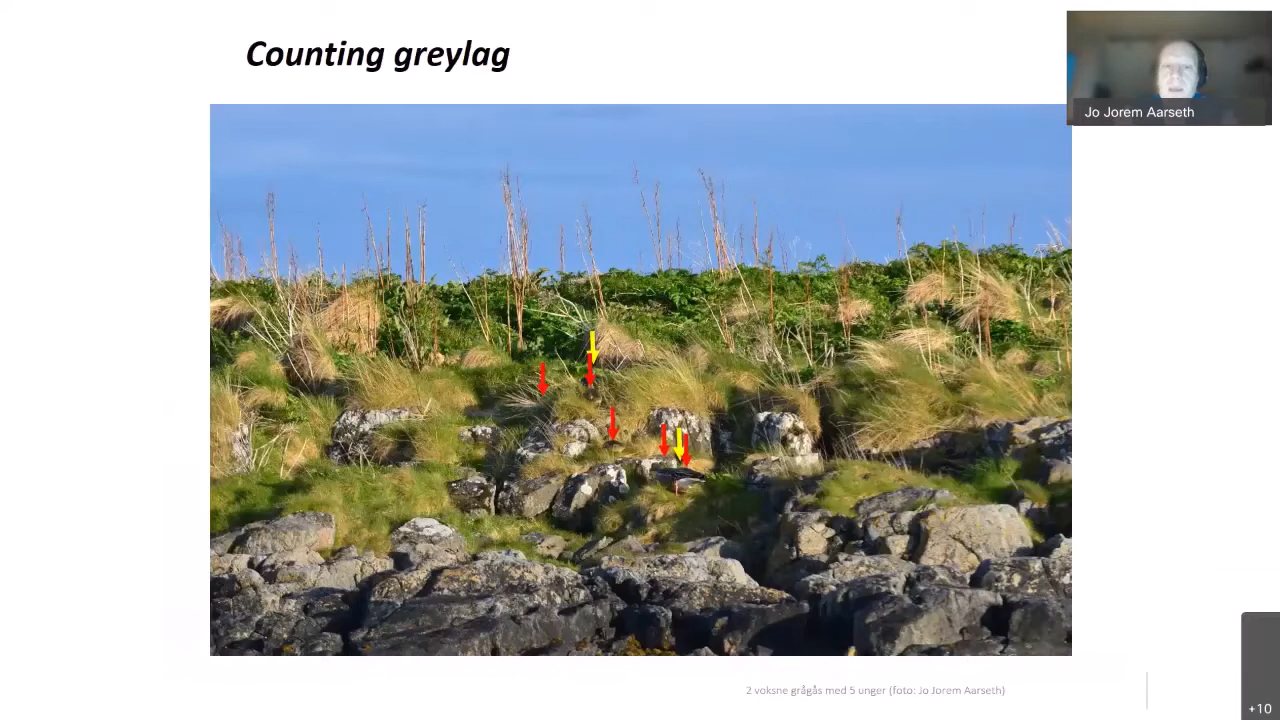 Counting greylag
Jo Jorem Aarseth
2 voksne grågås med 5 unger (foto: Jo Jorem Aarseth)
+10